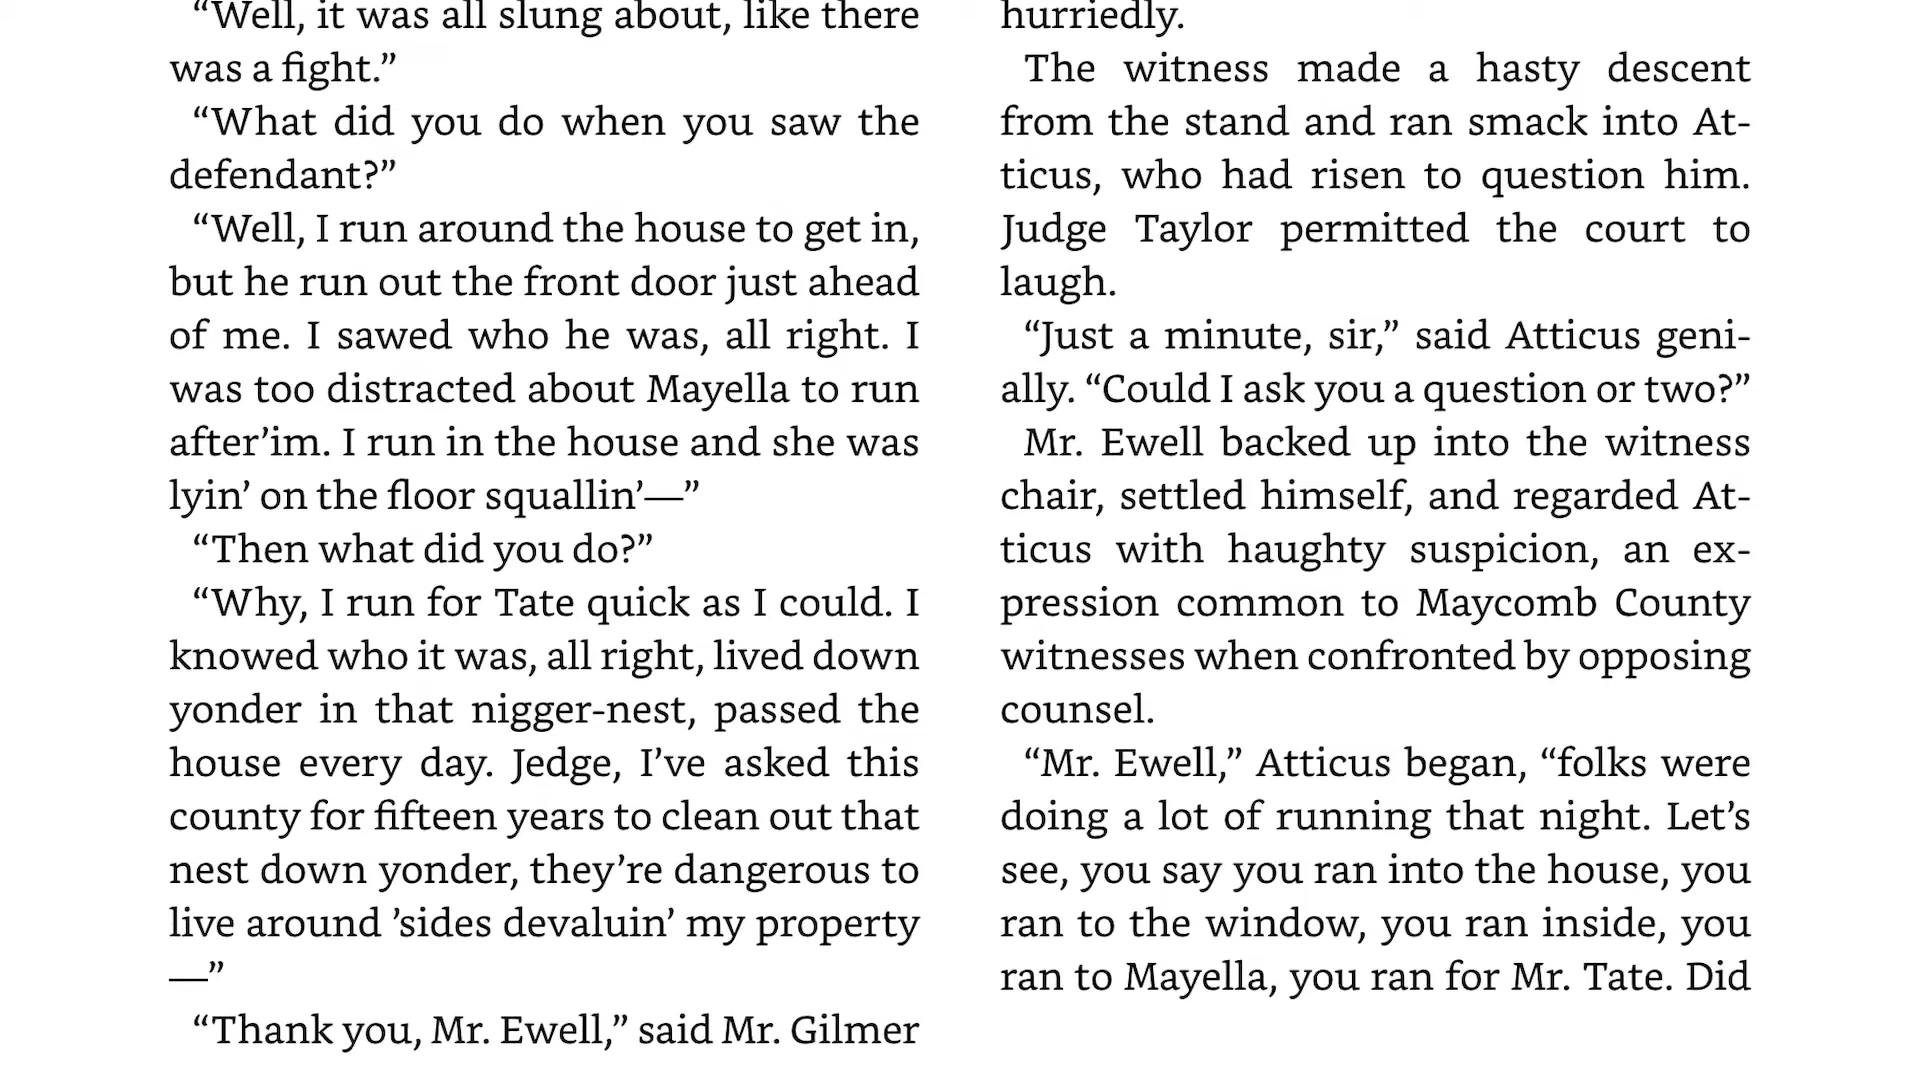 “Well, it was all slung about, like there
was a fight.”
“What did you do when you saw the
defendant?”
“Well, I run around the house to get in,
but he run out the front door just ahead
of me. I sawed who he was, all right. I
was too distracted about Mayella to run
after’im. I run in the house and she was
lyin’ on the floor squallin’—”
“Then what did you do?”
“Why, I run for Tate quick as I could. I
knowed who it was, all right, lived down
yonder in that nigger-nest, passed the
house every day. Jedge, I’ve asked this
county for fifteen years to clean out that
nest down yonder, they’re dangerous to
live around ’sides devaluin’ my property
—”
“Thank you, Mr. Ewell,” said Mr. Gilmer
hurriedly.
The witness made a hasty descent
from the stand and ran smack into At-
ticus, who had risen to question him.
Judge Taylor permitted the court to
laugh.
“Just a minute, sir,” said Atticus geni-
ally. “Could I ask you a question or two?”
Mr. Ewell backed up into the witness
chair, settled himself, and regarded At-
ticus with haughty suspicion, an ex-
pression common to Maycomb County
witnesses when confronted by opposing
counsel.
“Mr. Ewell,” Atticus began, “folks were
doing a lot of running that night. Let’s
see, you say you ran into the house, you
ran to the window, you ran inside, you
ran to Mayella, you ran for Mr. Tate. Did